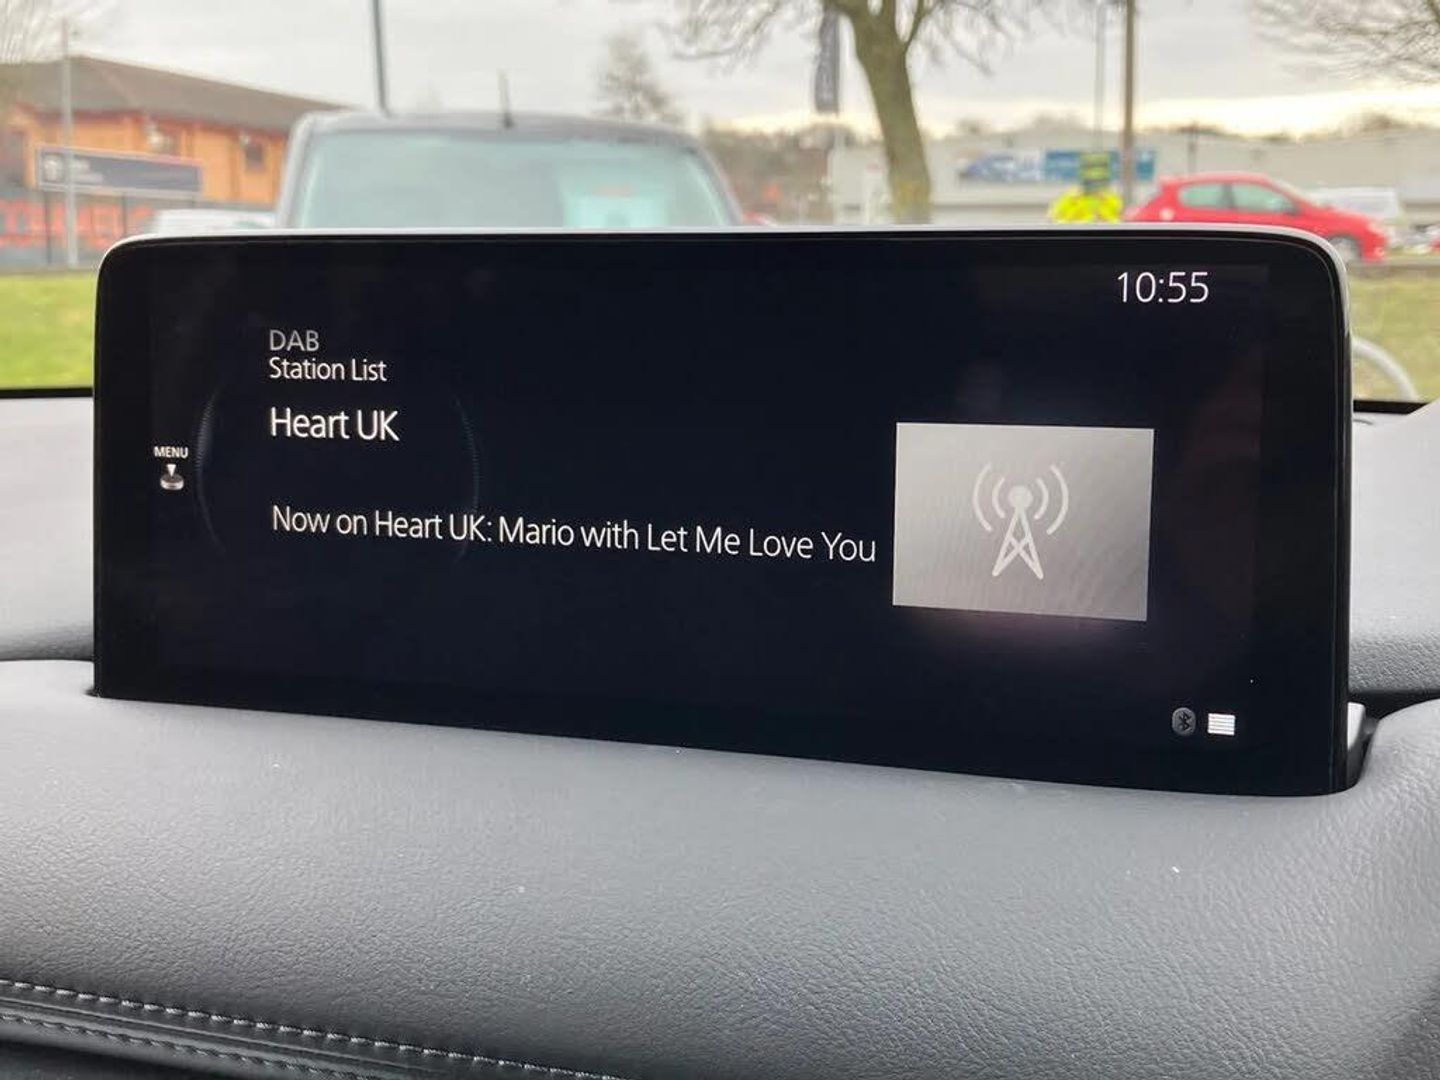 10:55
DAB
Station List
Heart UK
MENU
Now on Heart UK: Mario with Let Me Love You